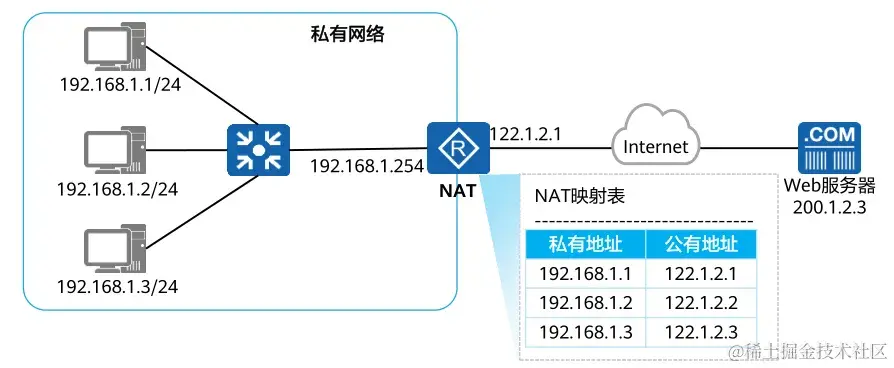 私有网络
192.168.1.1/24
192.168.1.2/24
192.168.1.3/24
192.168.1.254
R
NAT
122.1.2.1
Internet
.COM
Web服务器
200.1.2.3
NAT映射表
私有地址 公有地址
192.168.1.1 122.1.2.1
192.168.1.2 122.1.2.2
192.168.1.3 122.1.2.3
@稀土掘金技术社区